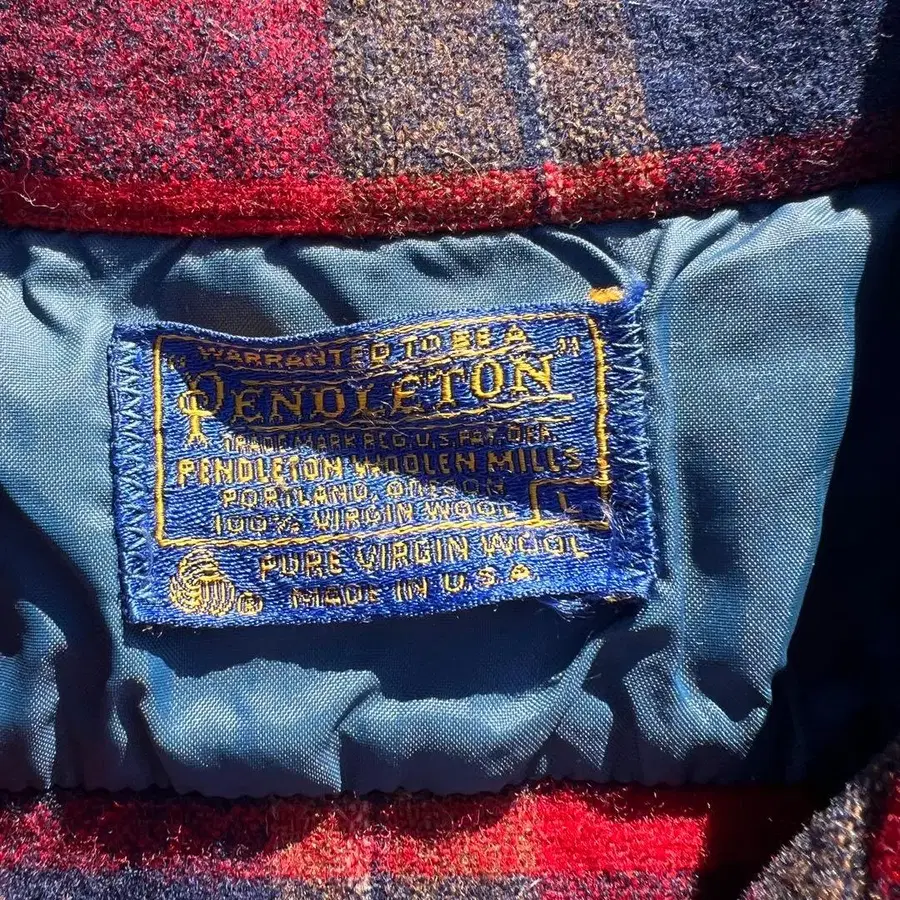 WARRANTED TO BE A
"PENDLETON"
TRADE MARK REG. U.S. PAT. OFF.
PENDLETON WOOLEN MILLS
PORTLAND, OREGON
100% VIRGIN WOOL L
PURE VIRGIN WOOL
® MADE IN U.S.A.